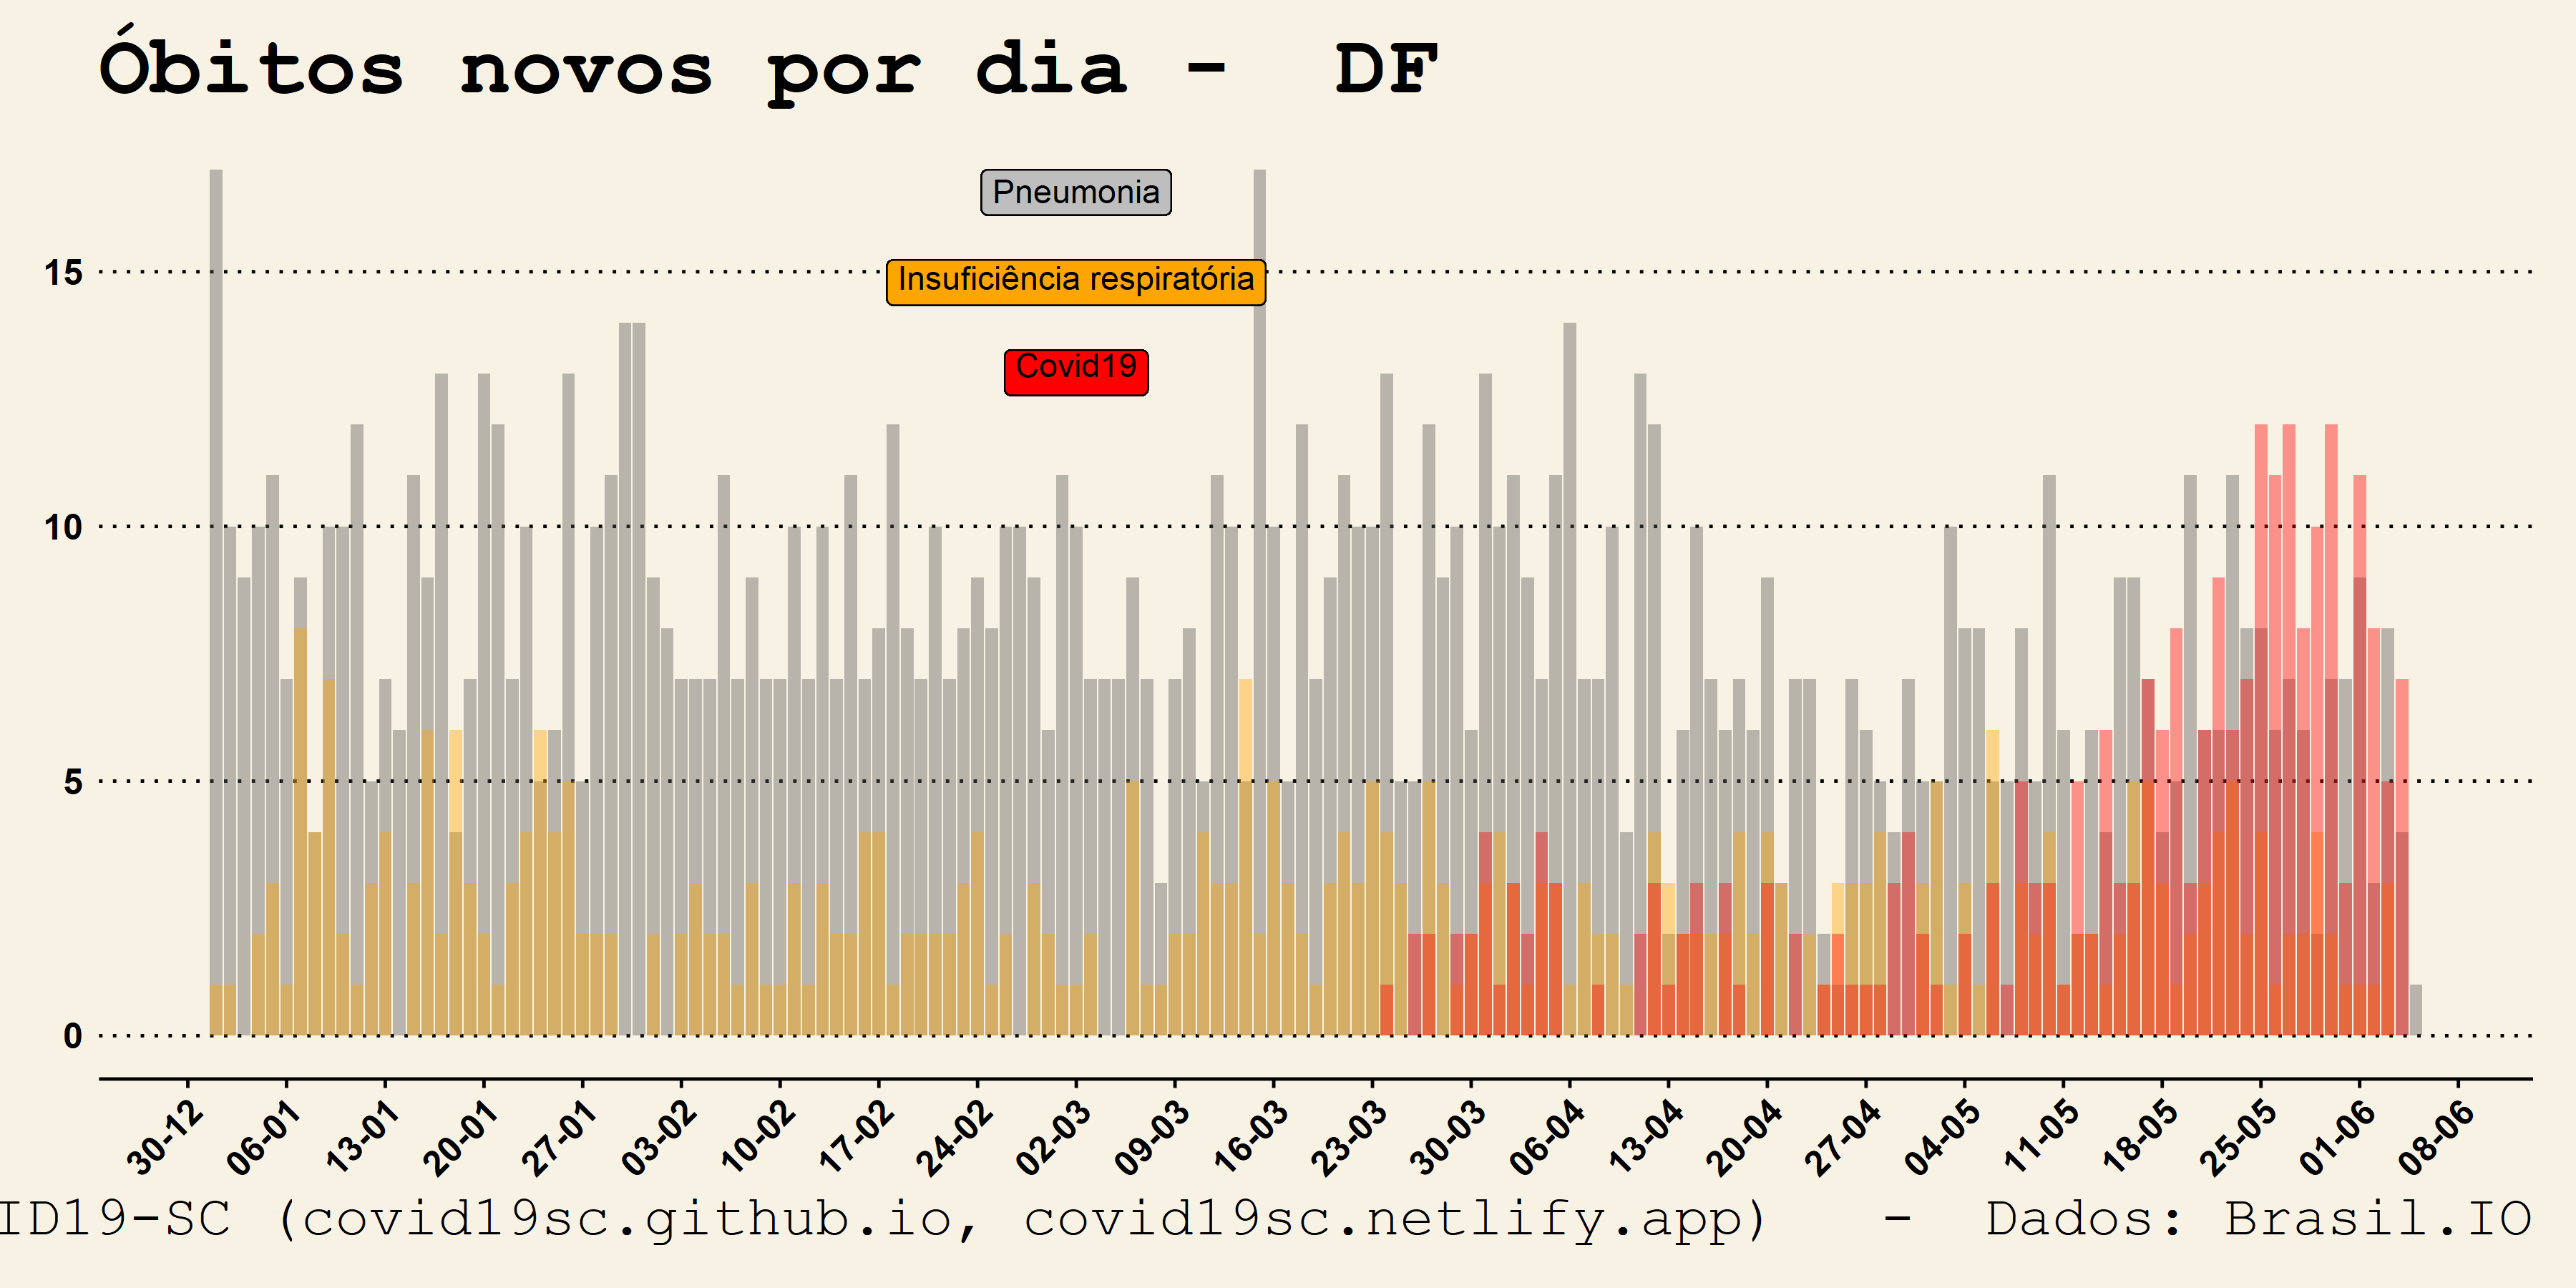 Óbitos novos por dia - DF
Pneumonia
Insuficiência respiratória
Covid19
15
10
5
0
30-12 06-01 13-01 20-01 27-01 03-02 10-02 17-02 24-02 02-03 09-03 16-03 23-03 30-03 06-04 13-04 20-04 27-04 04-05 11-05 18-05 25-05 01-06 08-06
ID19-SC (covid19sc.github.io, covid19sc.netlify.app) - Dados: Brasil.IO